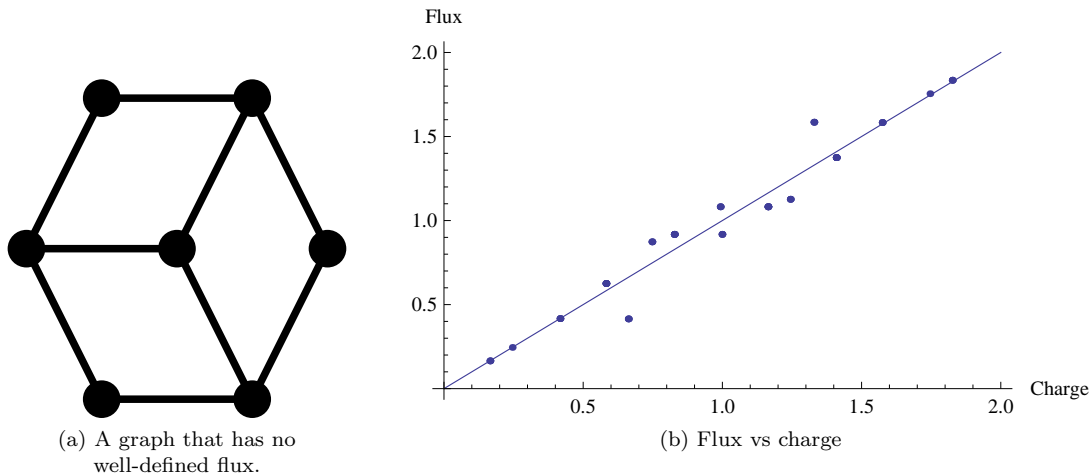 Flux
2.0
1.5
1.0
0.5
0.5 1.0 1.5 2.0
Charge
(a) A graph that has no
well-defined flux.
(b) Flux vs charge